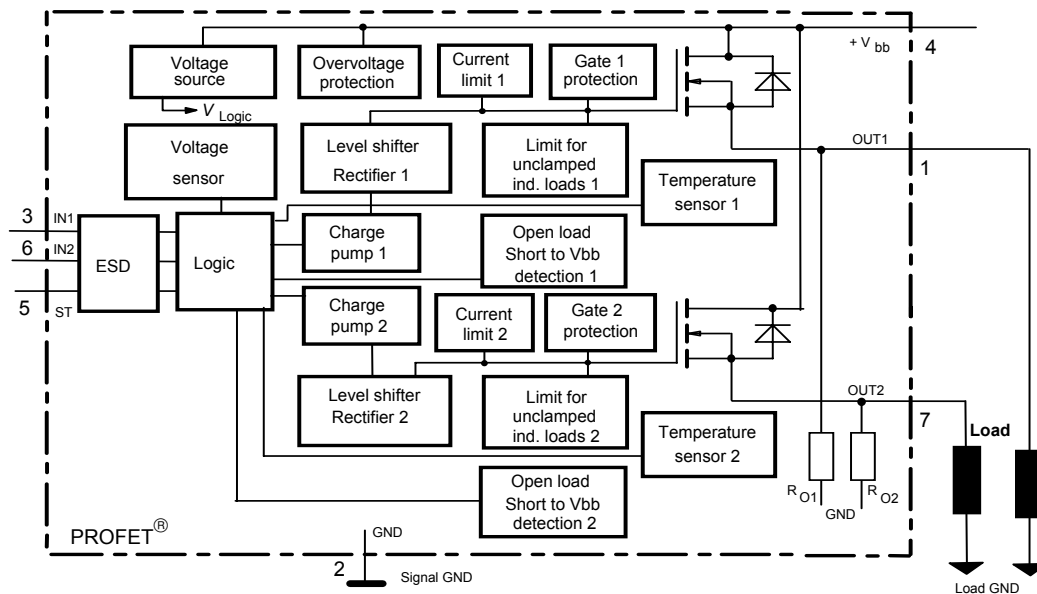 + V bb
4
Voltage
source
Overvoltage
protection
Current
limit 1
Gate 1
protection
V Logic
Voltage
sensor
Level shifter
Rectifier 1
Limit for
unclamped
ind. loads 1
OUT1
1
Temperature
sensor 1
3 IN1
6 IN2
5 ST
ESD
Logic
Charge
pump 1
Open load
Short to Vbb
detection 1
Charge
pump 2
Current
limit 2
Gate 2
protection
Level shifter
Rectifier 2
Limit for
unclamped
ind. loads 2
OUT2
7
Load
Temperature
sensor 2
R O1
R O2
GND
Open load
Short to Vbb
detection 2
PROFET®
GND
2
Signal GND
Load GND